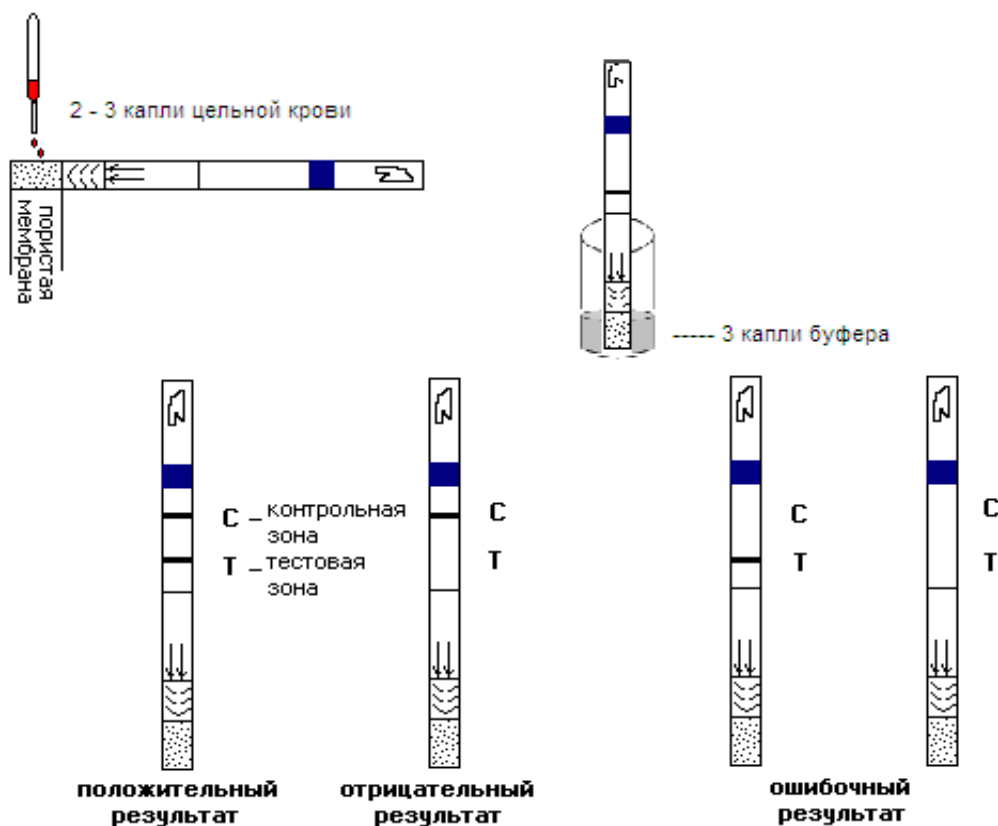 2 - 3 капли цельной крови
пористая
мембрана
----- 3 капли буфера
C – контрольная
зона
T – тестовая
зона
C
T
C
T
C
T
положительный
результат
отрицательный
результат
ошибочный
результат